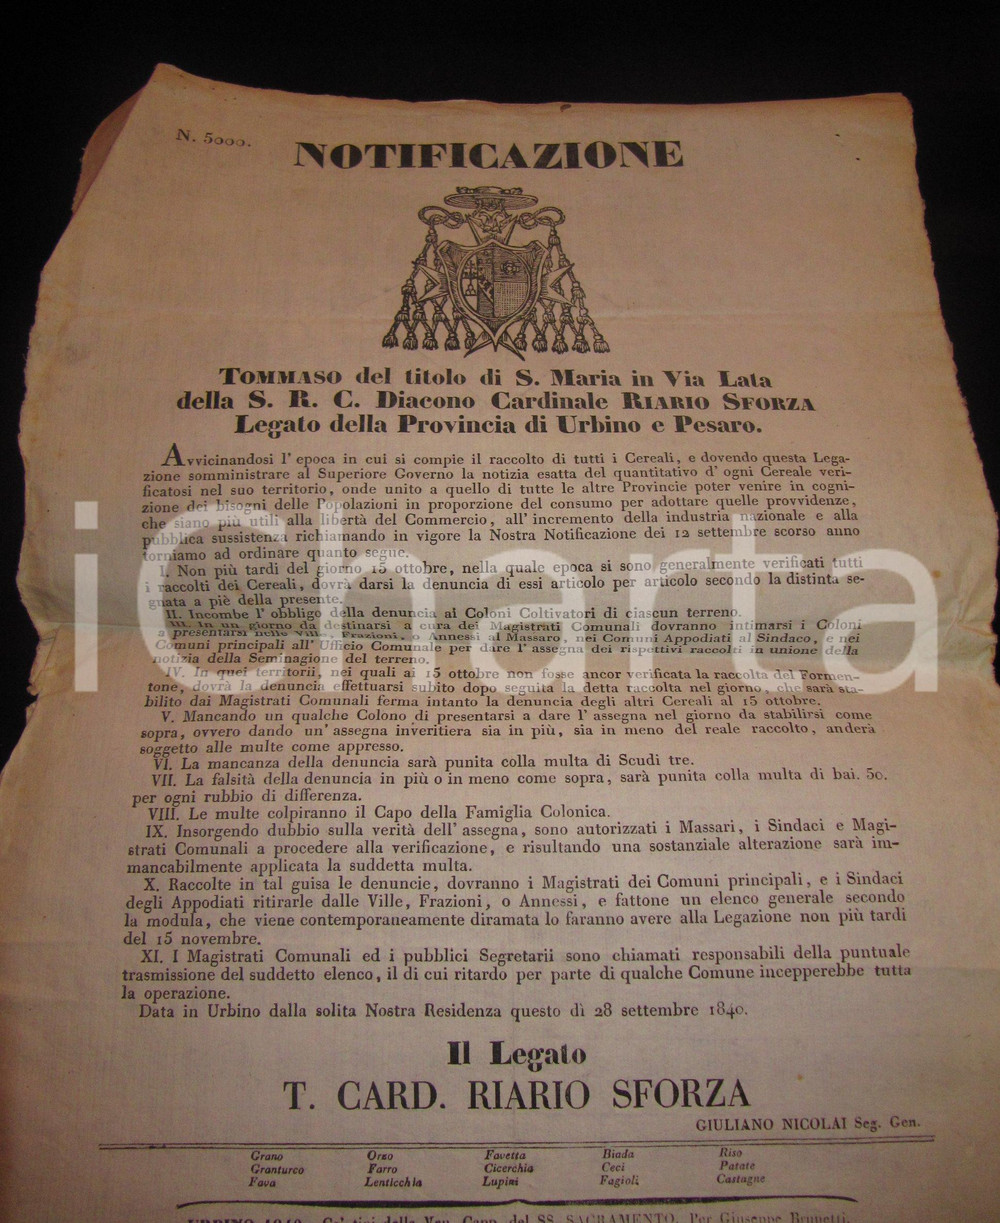 N. 5000.
NOTIFICAZIONE
TOMMASO del titolo di S. Maria in Via Lata
della S. R. C. Diacono Cardinale RIARIO SFORZA
Legato della Provincia di Urbino e Pesaro.
Avvicinandosi l' epoca in cui si compie il raccolto di tutti i Cereali, e dovendo questa Lega-
zione somministrare al Superiore Governo la notizia esatta del quantitativo d' ogni Cereale veri-
ficatosi nel suo territorio, onde unito a quello di tutte le altre Provincie poter venire in cogni-
zione dei bisogni delle Popolazioni in proporzione del consumo per adottare quelle provvidenze,
che siano più utili alla libertà del Commercio, all' incremento della industria nazionale e alla
pubblica sussistenza richiamando in vigore la Nostra Notificazione dei 12 settembre scorso anno
torniamo ad ordinare quanto segue.
I. Non più tardi del giorno 15 ottobre, nella quale epoca si sono generalmente verificati tutti
i raccolti dei Cereali, dovrà darsi la denuncia di essi articolo per articolo secondo la distinta se-
gnata a piè della presente.
II. Incombe l' obbligo della denuncia ai Coloni Coltivatori di ciascun terreno.
III. In un giorno da destinarsi a cura dei Magistrati Comunali dovranno intimarsi i Coloni
a presentarsi nelle Ville, Frazioni, o Annessi al Massaro, nei Comuni Appodiati al Sindaco, e nei
Comuni principali all' Ufficio Comunale per dare l' assegna dei rispettivi raccolti in unione della
notizia della Seminagione del terreno.
IV. In quei territorii, nei quali ai 15 ottobre non fosse ancor verificata la raccolta del Formen-
tone, dovrà la denuncia effettuarsi subito dopo seguita la detta raccolta nel giorno, che sarà sta-
bilito dai Magistrati Comunali ferma intanto la denuncia degli altri Cereali al 15 ottobre.
V. Mancando un qualche Colono di presentarsi a dare l' assegna nel giorno da stabilirsi come
sopra, ovvero dando un' assegna inveritiera sia in più, sia in meno del reale raccolto, anderà
soggetto alle multe come appresso.
VI. La mancanza della denuncia sarà punita colla multa di Scudi tre.
VII. La falsità della denuncia in più o in meno come sopra, sarà punita colla multa di bai. 50.
per ogni rubbio di differenza.
VIII. Le multe colpiranno il Capo della Famiglia Colonica.
IX. Insorgendo dubbio sulla verità dell' assegna, sono autorizzati i Massari, i Sindaci e Magi-
strati Comunali a procedere alla verificazione, e risultando una sostanziale alterazione sarà im-
mancabilmente applicata la suddetta multa.
X. Raccolte in tal guisa le denuncie, dovranno i Magistrati dei Comuni principali, e i Sindaci
degli Appodiati ritirarle dalle Ville, Frazioni, o Annessi, e fattone un elenco generale secondo
la modula, che viene contemporaneamente diramata lo faranno avere alla Legazione non più tardi
del 15 novembre.
XI. I Magistrati Comunali ed i pubblici Segretarii sono chiamati responsabili della puntuale
trasmissione del suddetto elenco, il di cui ritardo per parte di qualche Comune incepperebbe tutta
la operazione.
Data in Urbino dalla solita Nostra Residenza questo dì 28 settembre 1840.
Il Legato
T. CARD. RIARIO SFORZA
GIULIANO NICOLAI Seg. Gen.
Grano Orzo Favetta Biada Riso
Granturco Farro Cicerchia Ceci Patate
Fava Lenticchia Lupini Fagioli Castagne
URBINO 1840. Co' tipi della Ven. Capp. del SS. SACRAMENTO. Per Giuseppe Rondetti.
iCharta